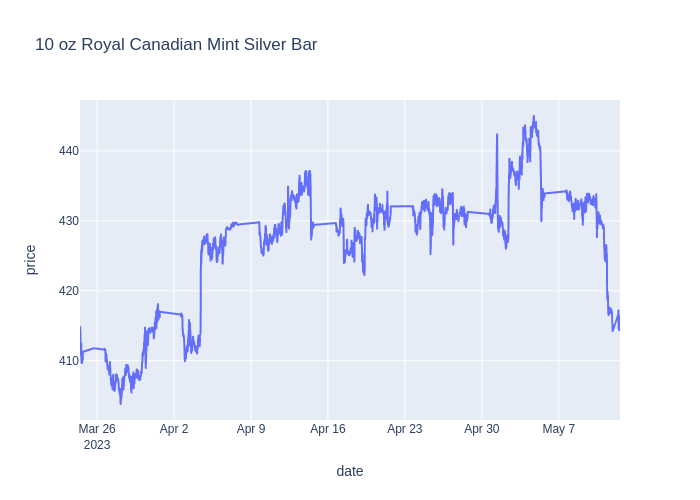 10 oz Royal Canadian Mint Silver Bar
440
430
420
410
price
Mar 26 Apr 2 Apr 9 Apr 16 Apr 23 Apr 30 May 7
2023
date